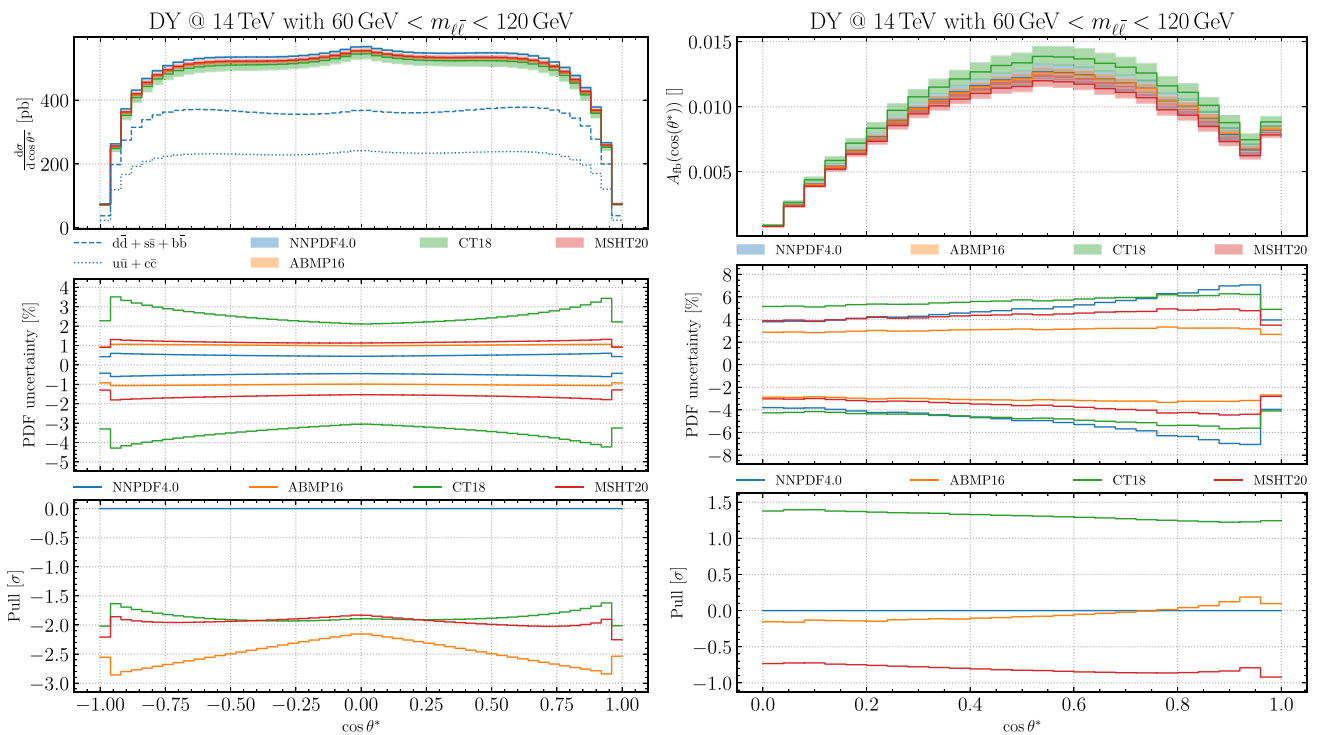 DY @ 14 TeV with 60 GeV < m_{ℓℓ̄} < 120 GeV
dσ/dcosθ* [pb]
400
200
0
dd̄ + ss̄ + bb̄
uū + cc̄
NNPDF4.0
ABMP16
CT18
MSHT20
PDF uncertainty [%]
4
3
2
1
0
−1
−2
−3
−4
−5
NNPDF4.0 ABMP16 CT18 MSHT20
Pull [σ]
0.0
−0.5
−1.0
−1.5
−2.0
−2.5
−3.0
−1.00 −0.75 −0.50 −0.25 0.00 0.25 0.50 0.75 1.00
cos θ*
DY @ 14 TeV with 60 GeV < m_{ℓℓ̄} < 120 GeV
A_fb(cos(θ*)) []
0.015
0.010
0.005
NNPDF4.0 ABMP16 CT18 MSHT20
PDF uncertainty [%]
8
6
4
2
0
−2
−4
−6
−8
NNPDF4.0 ABMP16 CT18 MSHT20
Pull [σ]
1.5
1.0
0.5
0.0
−0.5
−1.0
0.0 0.2 0.4 0.6 0.8 1.0
cos θ*